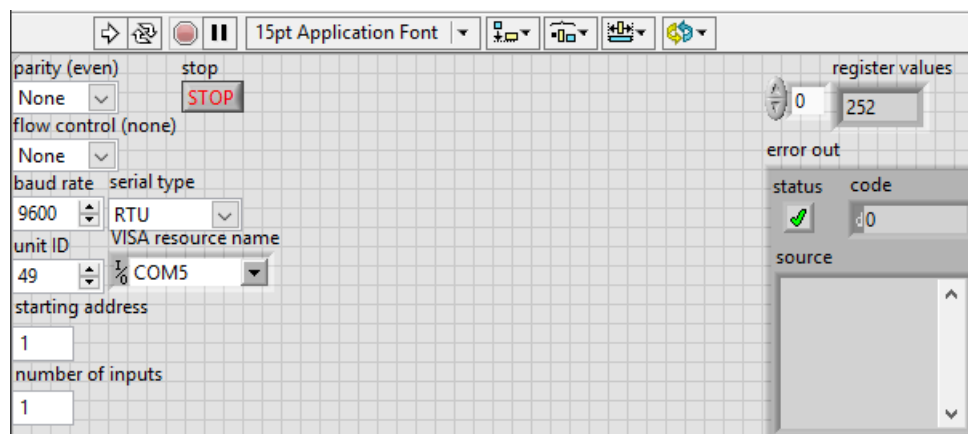 15pt Application Font
parity (even)
None
stop
STOP
flow control (none)
None
baud rate
9600
serial type
RTU
unit ID
49
VISA resource name
I/O COM5
starting address
1
number of inputs
1
register values
0
252
error out
status
code
d0
source